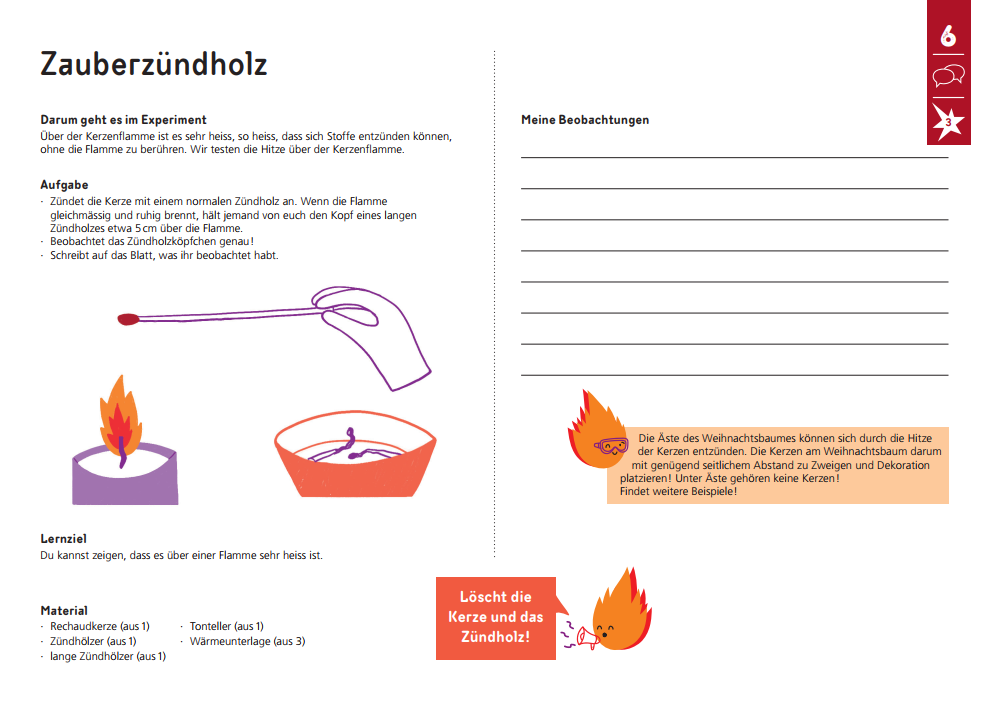 Zauberzündholz
Darum geht es im Experiment
Über der Kerzenflamme ist es sehr heiss, so heiss, dass sich Stoffe entzünden können,
ohne die Flamme zu berühren. Wir testen die Hitze über der Kerzenflamme.
Aufgabe
· Zündet die Kerze mit einem normalen Zündholz an. Wenn die Flamme
gleichmässig und ruhig brennt, hält jemand von euch den Kopf eines langen
Zündholzes etwa 5 cm über die Flamme.
· Beobachtet das Zündholzköpfchen genau!
· Schreibt auf das Blatt, was ihr beobachtet habt.
Lernziel
Du kannst zeigen, dass es über einer Flamme sehr heiss ist.
Material
· Rechaudkerze (aus 1)
· Zündhölzer (aus 1)
· lange Zündhölzer (aus 1)
· Tonteller (aus 1)
· Wärmeunterlage (aus 3)
6
3
Meine Beobachtungen
Die Äste des Weihnachtsbaumes können sich durch die Hitze
der Kerzen entzünden. Die Kerzen am Weihnachtsbaum darum
mit genügend seitlichem Abstand zu Zweigen und Dekoration
platzieren! Unter Äste gehören keine Kerzen!
Findet weitere Beispiele!
Löscht die
Kerze und das
Zündholz!